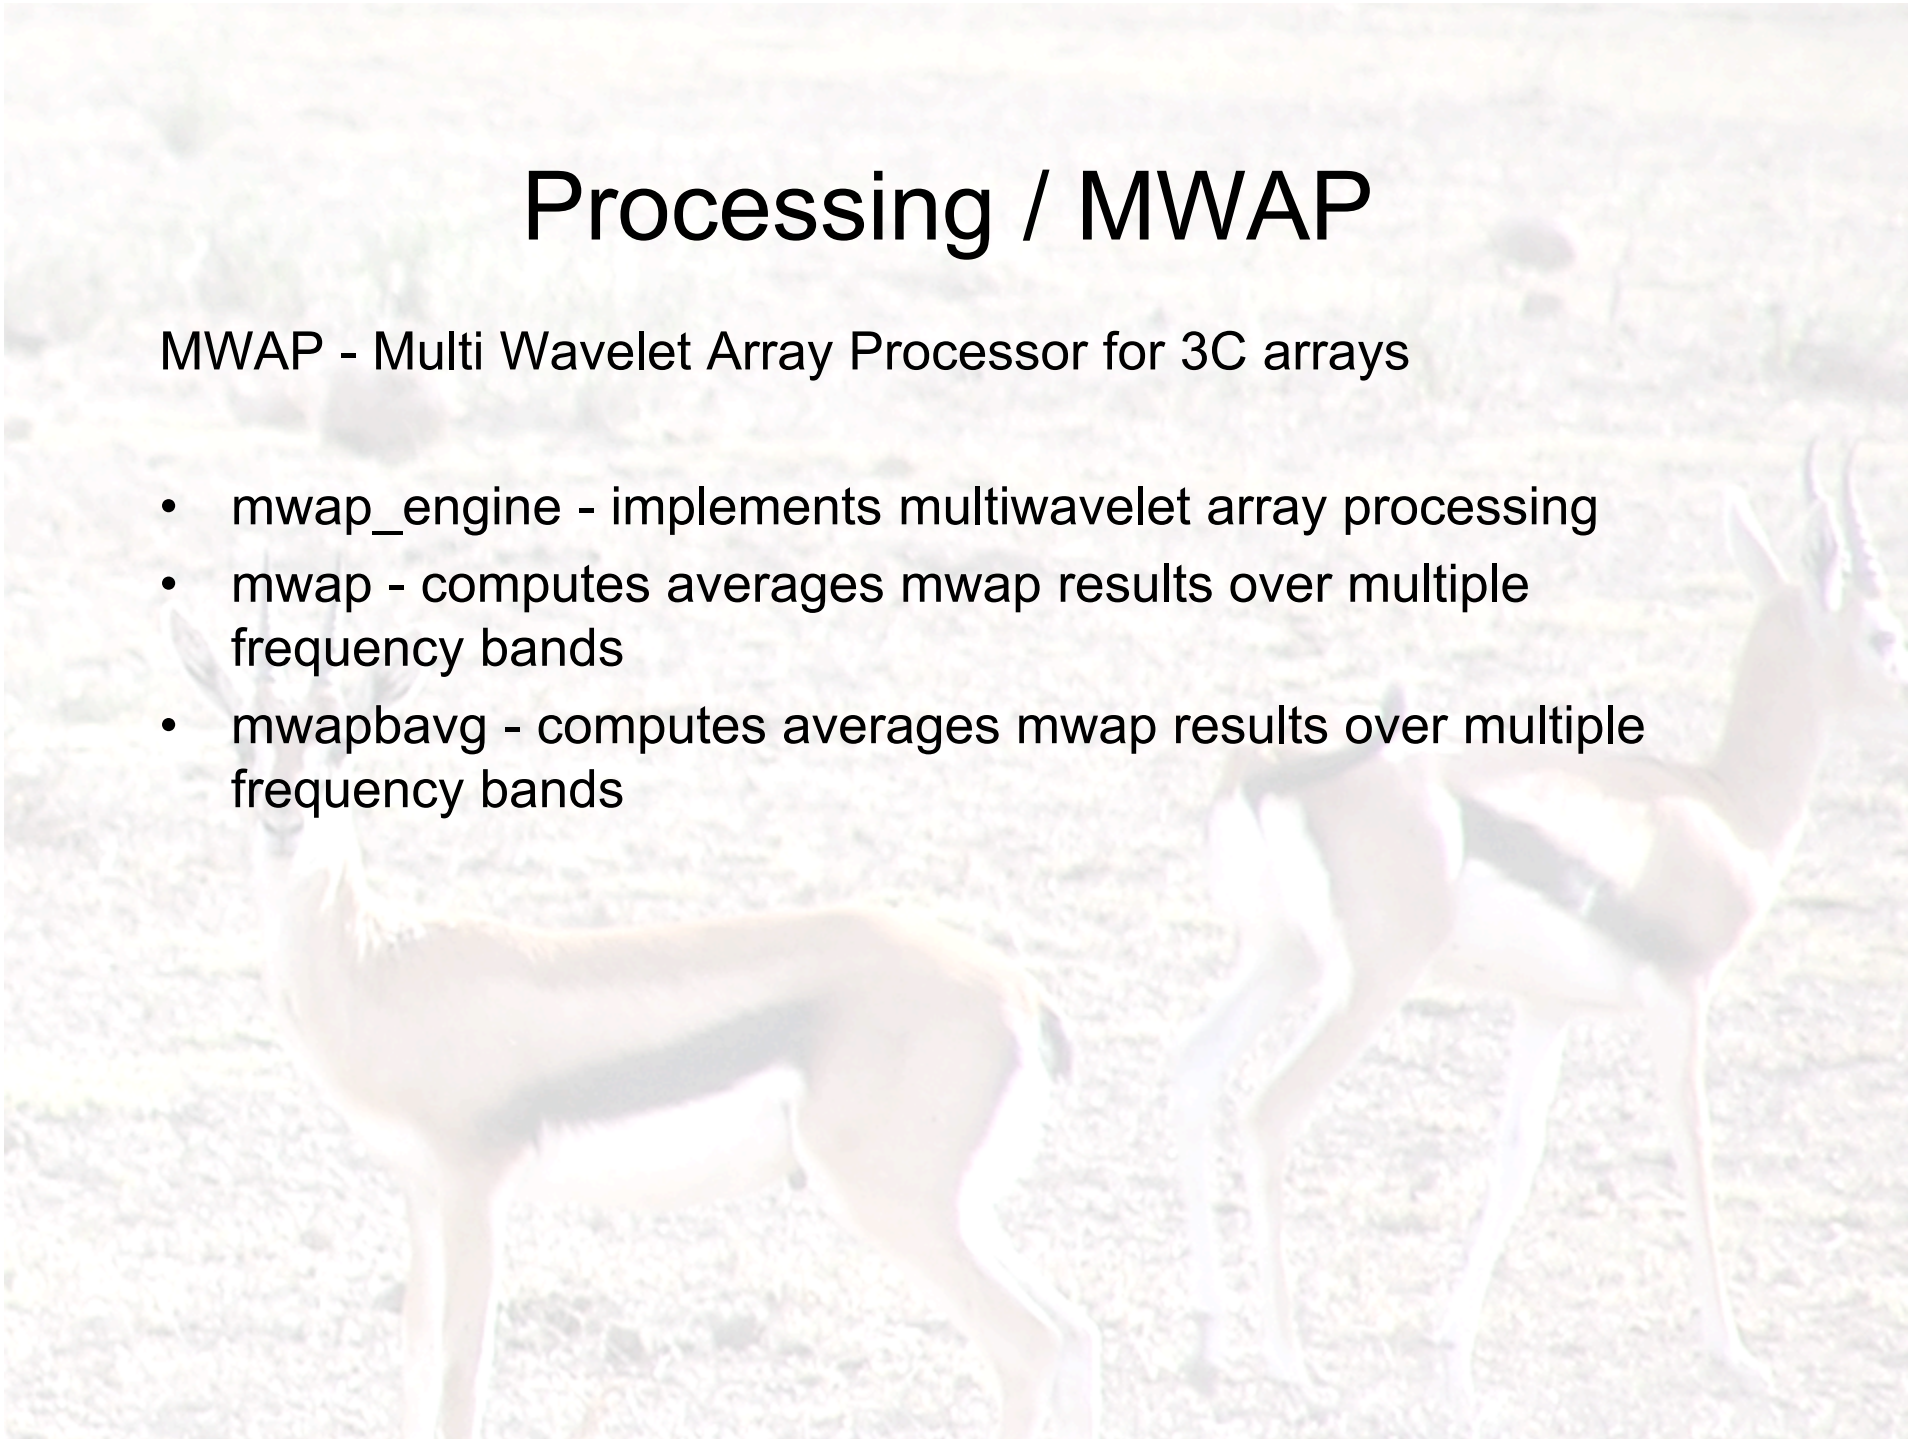 Processing / MWAP
MWAP - Multi Wavelet Array Processor for 3C arrays
• mwap_engine - implements multiwavelet array processing
• mwap - computes averages mwap results over multiple
frequency bands
• mwapbavg - computes averages mwap results over multiple
frequency bands